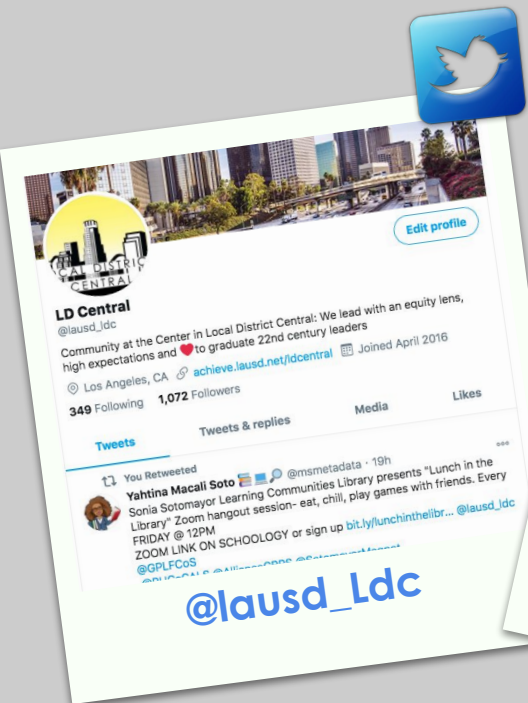 CAL DISTRIC
CENTRAL
Edit profile
LD Central
@lausd_ldc
Community at the Center in Local District Central: We lead with an equity lens,
high expectations and ❤️to graduate 22nd century leaders
Los Angeles, CA achieve.lausd.net/ldcentral Joined April 2016
349 Following 1,072 Followers
Tweets Tweets & replies Media Likes
You Retweeted
Yahtina Macali Soto 📚💻🔎 @msmetadata · 19h
Sonia Sotomayor Learning Communities Library presents "Lunch in the
Library" Zoom hangout session- eat, chill, play games with friends. Every
FRIDAY @ 12PM
ZOOM LINK ON SCHOOLOGY or sign up bit.ly/lunchinthelibr... @lausd_ldc
@GPLFCoS
@lausd_Ldc